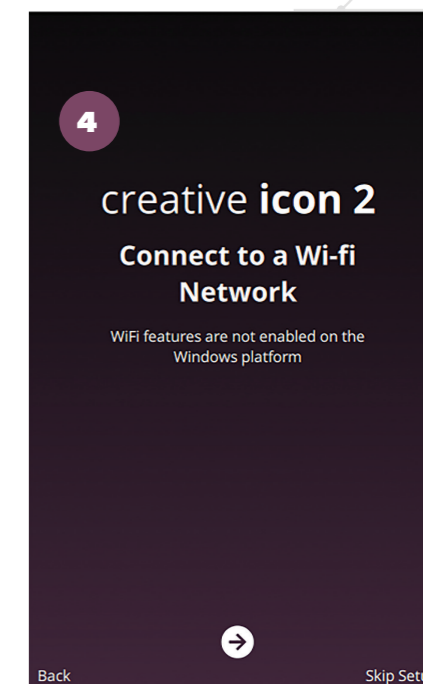 4
creative icon 2
Connect to a Wi-fi
Network
WiFi features are not enabled on the
Windows platform
Back
Skip